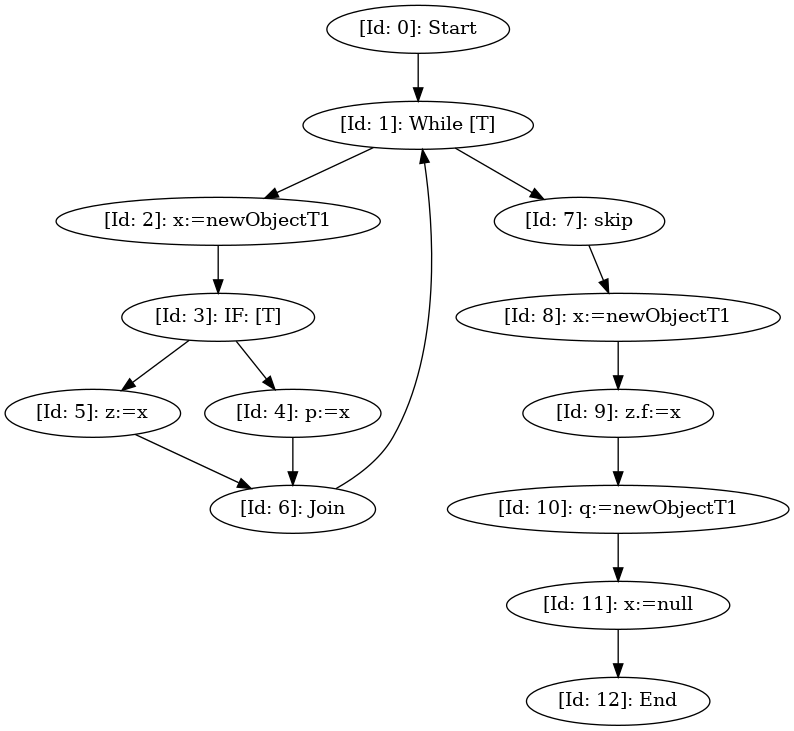 [Id: 0]: Start
[Id: 1]: While [T]
[Id: 2]: x:=newObjectT1
[Id: 7]: skip
[Id: 3]: IF: [T]
[Id: 8]: x:=newObjectT1
[Id: 5]: z:=x
[Id: 4]: p:=x
[Id: 9]: z.f:=x
[Id: 6]: Join
[Id: 10]: q:=newObjectT1
[Id: 11]: x:=null
[Id: 12]: End